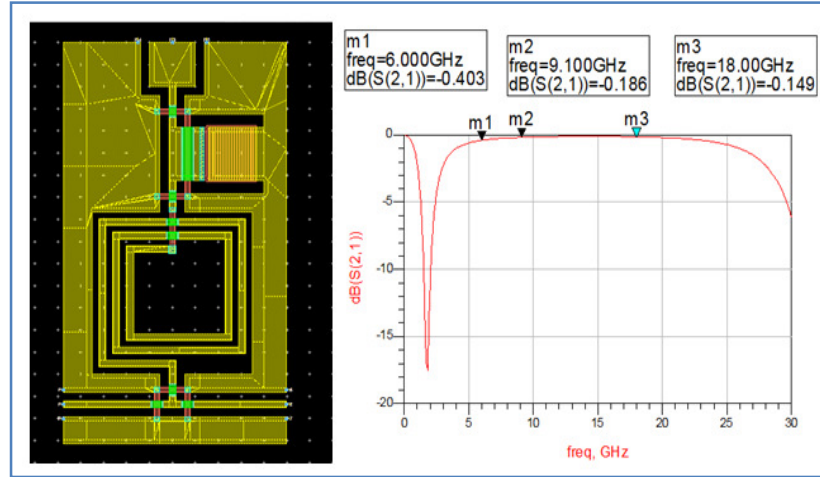 m1
freq=6.000GHz
dB(S(2,1))=-0.403
m2
freq=9.100GHz
dB(S(2,1))=-0.186
m3
freq=18.00GHz
dB(S(2,1))=-0.149
m1 m2 m3
0
-5
-10
-15
-20
dB(S(2,1))
0 5 10 15 20 25 30
freq, GHz